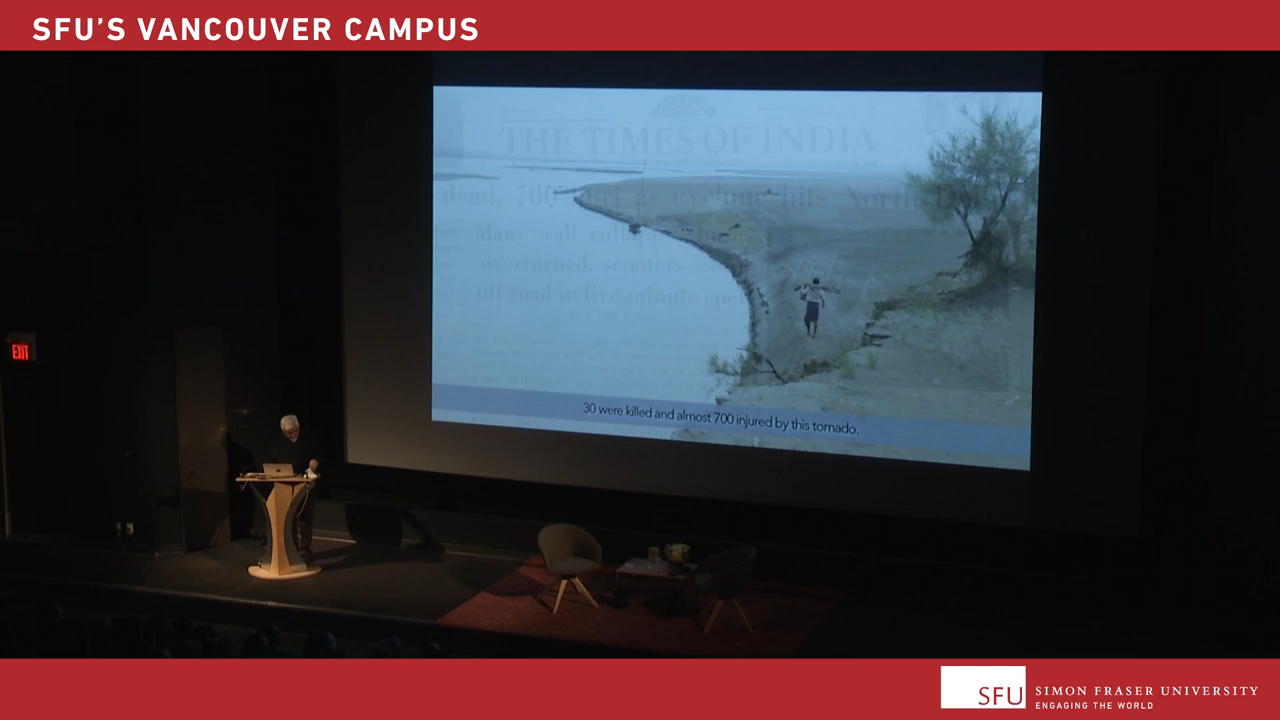 SFU'S VANCOUVER CAMPUS
THE TIMES OF INDIA
dead, 700 hurt as cyclone hits North
Many wall
overturned, scooters
off road in five-minute
EXIT
30 were killed and almost 700 injured by this tornado.
SFU SIMON FRASER UNIVERSITY
ENGAGING THE WORLD